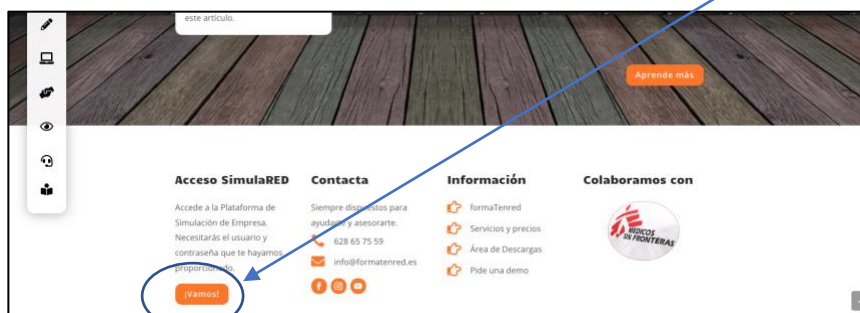 este artículo.
Aprende más
Acceso SimulaRED
Accede a la Plataforma de
Simulación de Empresa.
Necesitarás el usuario y
contraseña que te hayamos
proporcionado.
¡Vamos!
Contacta
Siempre dispuestos para
ayudarte y asesorarte.
628 65 75 59
info@formatenred.es
Información
formaTenred
Servicios y precios
Área de Descargas
Pide una demo
Colaboramos con
MEDICOS
SIN FRONTERAS